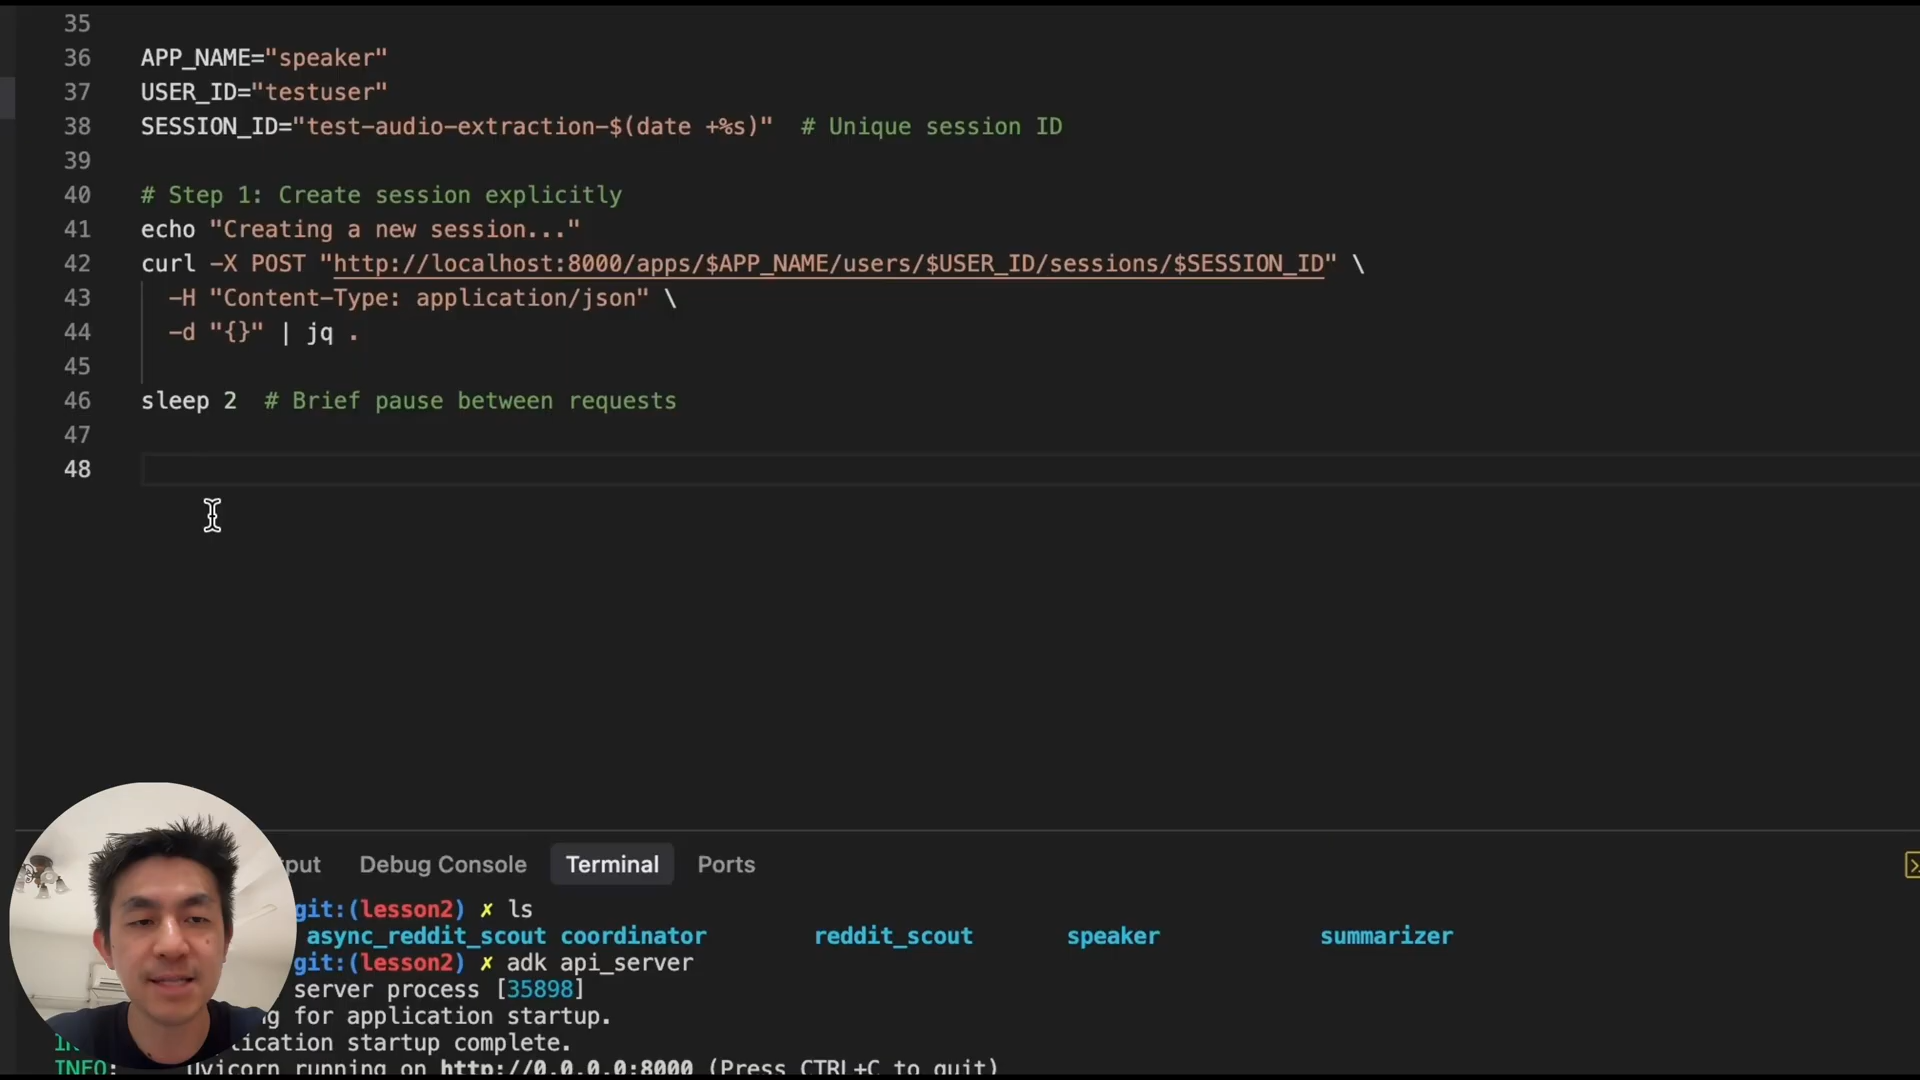 35
36 APP_NAME="speaker"
37 USER_ID="testuser"
38 SESSION_ID="test-audio-extraction-$(date +%s)"  # Unique session ID
39
40 # Step 1: Create session explicitly
41 echo "Creating a new session..."
42 curl -X POST "http://localhost:8000/apps/$APP_NAME/users/$USER_ID/sessions/$SESSION_ID" \
43   -H "Content-Type: application/json" \
44   -d "{}" | jq .
45
46 sleep 2  # Brief pause between requests
47
48
Debug Console Terminal Ports
git:(lesson2) ✗ ls
async_reddit_scout coordinator reddit_scout speaker summarizer
git:(lesson2) ✗ adk api_server
server process [35898]
for application startup.
startup complete.
INFO: Uvicorn running on http://0.0.0.0:8000 (Press CTRL+C to quit)